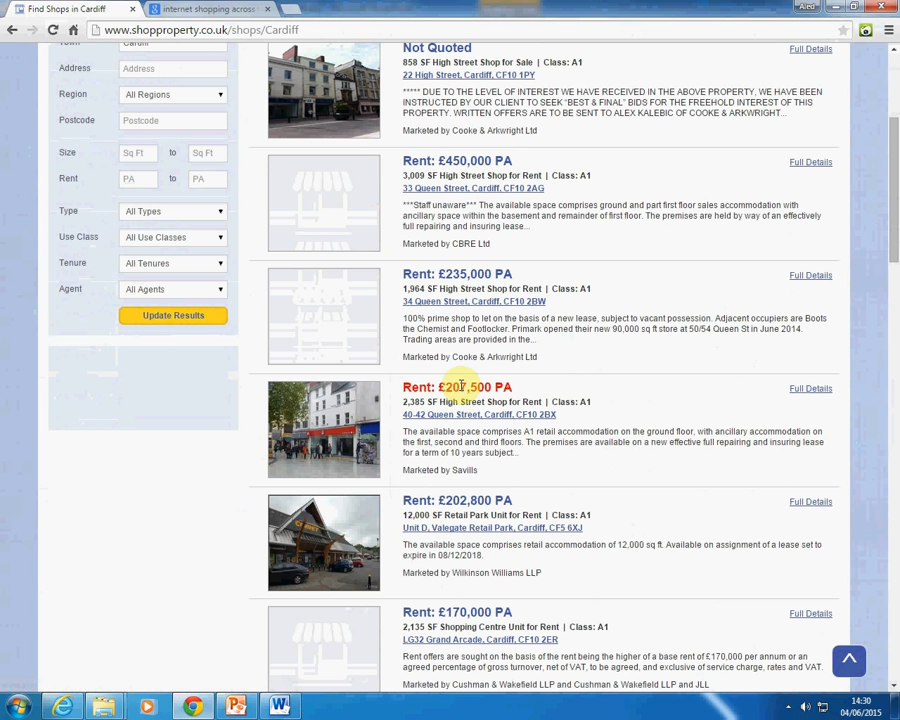 Find Shops in Cardiff
internet shopping across
Aled
www.shopproperty.co.uk/shops/Cardiff
Town
Cardiff
Address
Address
Region
All Regions
Postcode
Postcode
Size
Sq Ft
to
Sq Ft
Rent
PA
to
PA
Type
All Types
Use Class
All Use Classes
Tenure
All Tenures
Agent
All Agents
Update Results
Not Quoted
Full Details
858 SF High Street Shop for Sale | Class: A1
22 High Street, Cardiff, CF10 1PY
***** DUE TO THE LEVEL OF INTEREST WE HAVE RECEIVED IN THE ABOVE PROPERTY, WE HAVE BEEN
INSTRUCTED BY OUR CLIENT TO SEEK "BEST & FINAL" BIDS FOR THE FREEHOLD INTEREST OF THIS
PROPERTY. WRITTEN OFFERS ARE TO BE SENT TO ALEX KALEBIC OF COOKE & ARKWRIGHT...
Marketed by Cooke & Arkwright Ltd
Rent: £450,000 PA
Full Details
3,009 SF High Street Shop for Rent | Class: A1
33 Queen Street, Cardiff, CF10 2AG
***Staff unaware*** The available space comprises ground and part first floor sales accommodation with
ancillary space within the basement and remainder of first floor. The premises are held by way of an effectively
full repairing and insuring lease...
Marketed by CBRE Ltd
Rent: £235,000 PA
Full Details
1,964 SF High Street Shop for Rent | Class: A1
34 Queen Street, Cardiff, CF10 2BW
100% prime shop to let on the basis of a new lease, subject to vacant possession. Adjacent occupiers are Boots
the Chemist and Footlocker. Primark opened their new 90,000 sq ft store at 50/54 Queen St in June 2014.
Trading areas are provided in the...
Marketed by Cooke & Arkwright Ltd
Rent: £207,500 PA
Full Details
2,385 SF High Street Shop for Rent | Class: A1
40-42 Queen Street, Cardiff, CF10 2BX
The available space comprises A1 retail accommodation on the ground floor, with ancillary accommodation on
the first, second and third floors. The premises are available on a new effective full repairing and insuring lease
for a term of 10 years subject...
Marketed by Savills
Rent: £202,800 PA
Full Details
12,000 SF Retail Park Unit for Rent | Class: A1
Unit D, Valegate Retail Park, Cardiff, CF5 6XJ
The available space comprises retail accommodation of 12,000 sq ft. Available on assignment of a lease set to
expire in 08/12/2018.
Marketed by Wilkinson Williams LLP
Rent: £170,000 PA
Full Details
2,135 SF Shopping Centre Unit for Rent | Class: A1
LG32 Grand Arcade, Cardiff, CF10 2ER
Rent offers are sought on the basis of the rent being the higher of a base rent of £170,000 per annum or an
agreed percentage of gross turnover, net of VAT, to be agreed, and exclusive of service charge, rates and VAT.
Marketed by Cushman & Wakefield LLP and Cushman & Wakefield LLP and JLL
14:30
04/06/2015